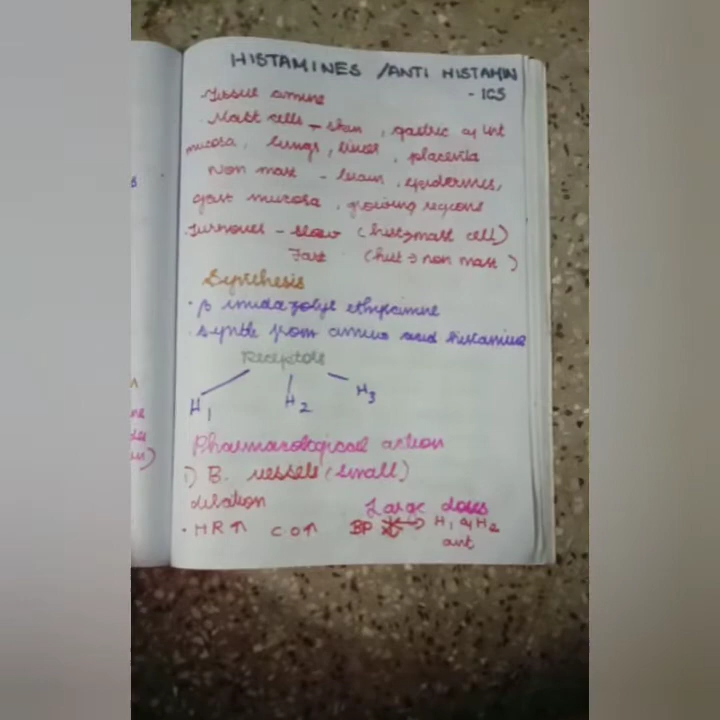 HISTAMINES /ANTI HISTAMIN
- ICS
Tissue amine
Mast cells - skin, gastric & int
mucosa, lungs, liver, placenta
Non mast - brain, epidermis,
gast mucosa, growing regions
Turnover - slow (hist→mast cell)
Fast (hist → non mast)
Synthesis
• β imidazolyl ethylamine
• synth from amino acid histamine
Receptors
H1 H2 H3
Pharmacological action
1) B. vessels (small)
dilation Large doses
• HR↑ CO↑ BP H1 & H2
ant